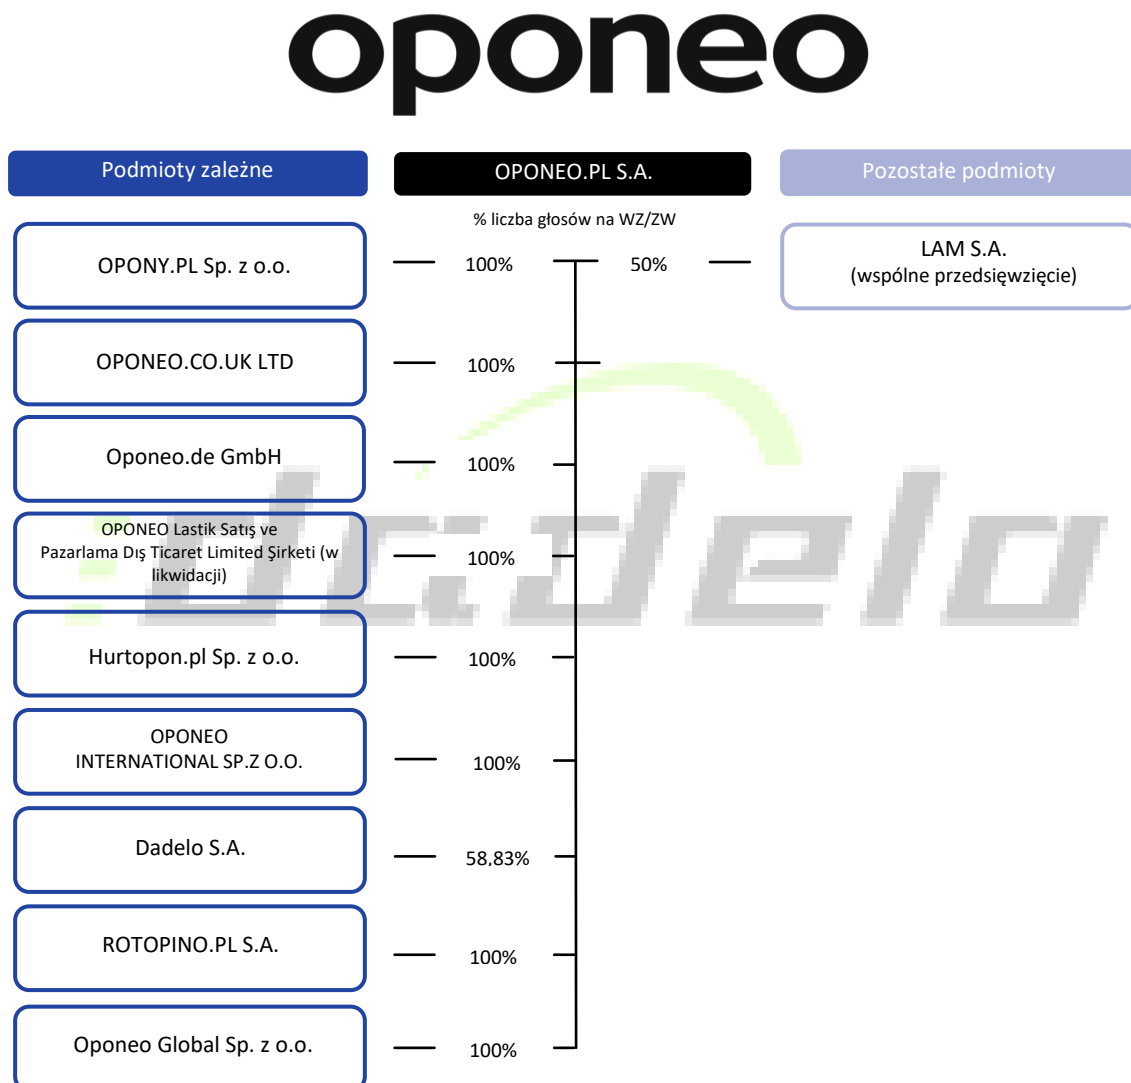 oponeo
Podmioty zależne
OPONEO.PL S.A.
Pozostałe podmioty
% liczba głosów na WZ/ZW
OPONY.PL Sp. z o.o.
100%
50%
LAM S.A.
(wspólne przedsięwzięcie)
OPONEO.CO.UK LTD
100%
Oponeo.de GmbH
100%
dadelo
OPONEO Lastik Satış ve
Pazarlama Dış Ticaret Limited Şirketi (w
likwidacji)
100%
Hurtopon.pl Sp. z o.o.
100%
OPONEO
INTERNATIONAL SP.Z O.O.
100%
Dadelo S.A.
58,83%
ROTOPINO.PL S.A.
100%
Oponeo Global Sp. z o.o.
100%